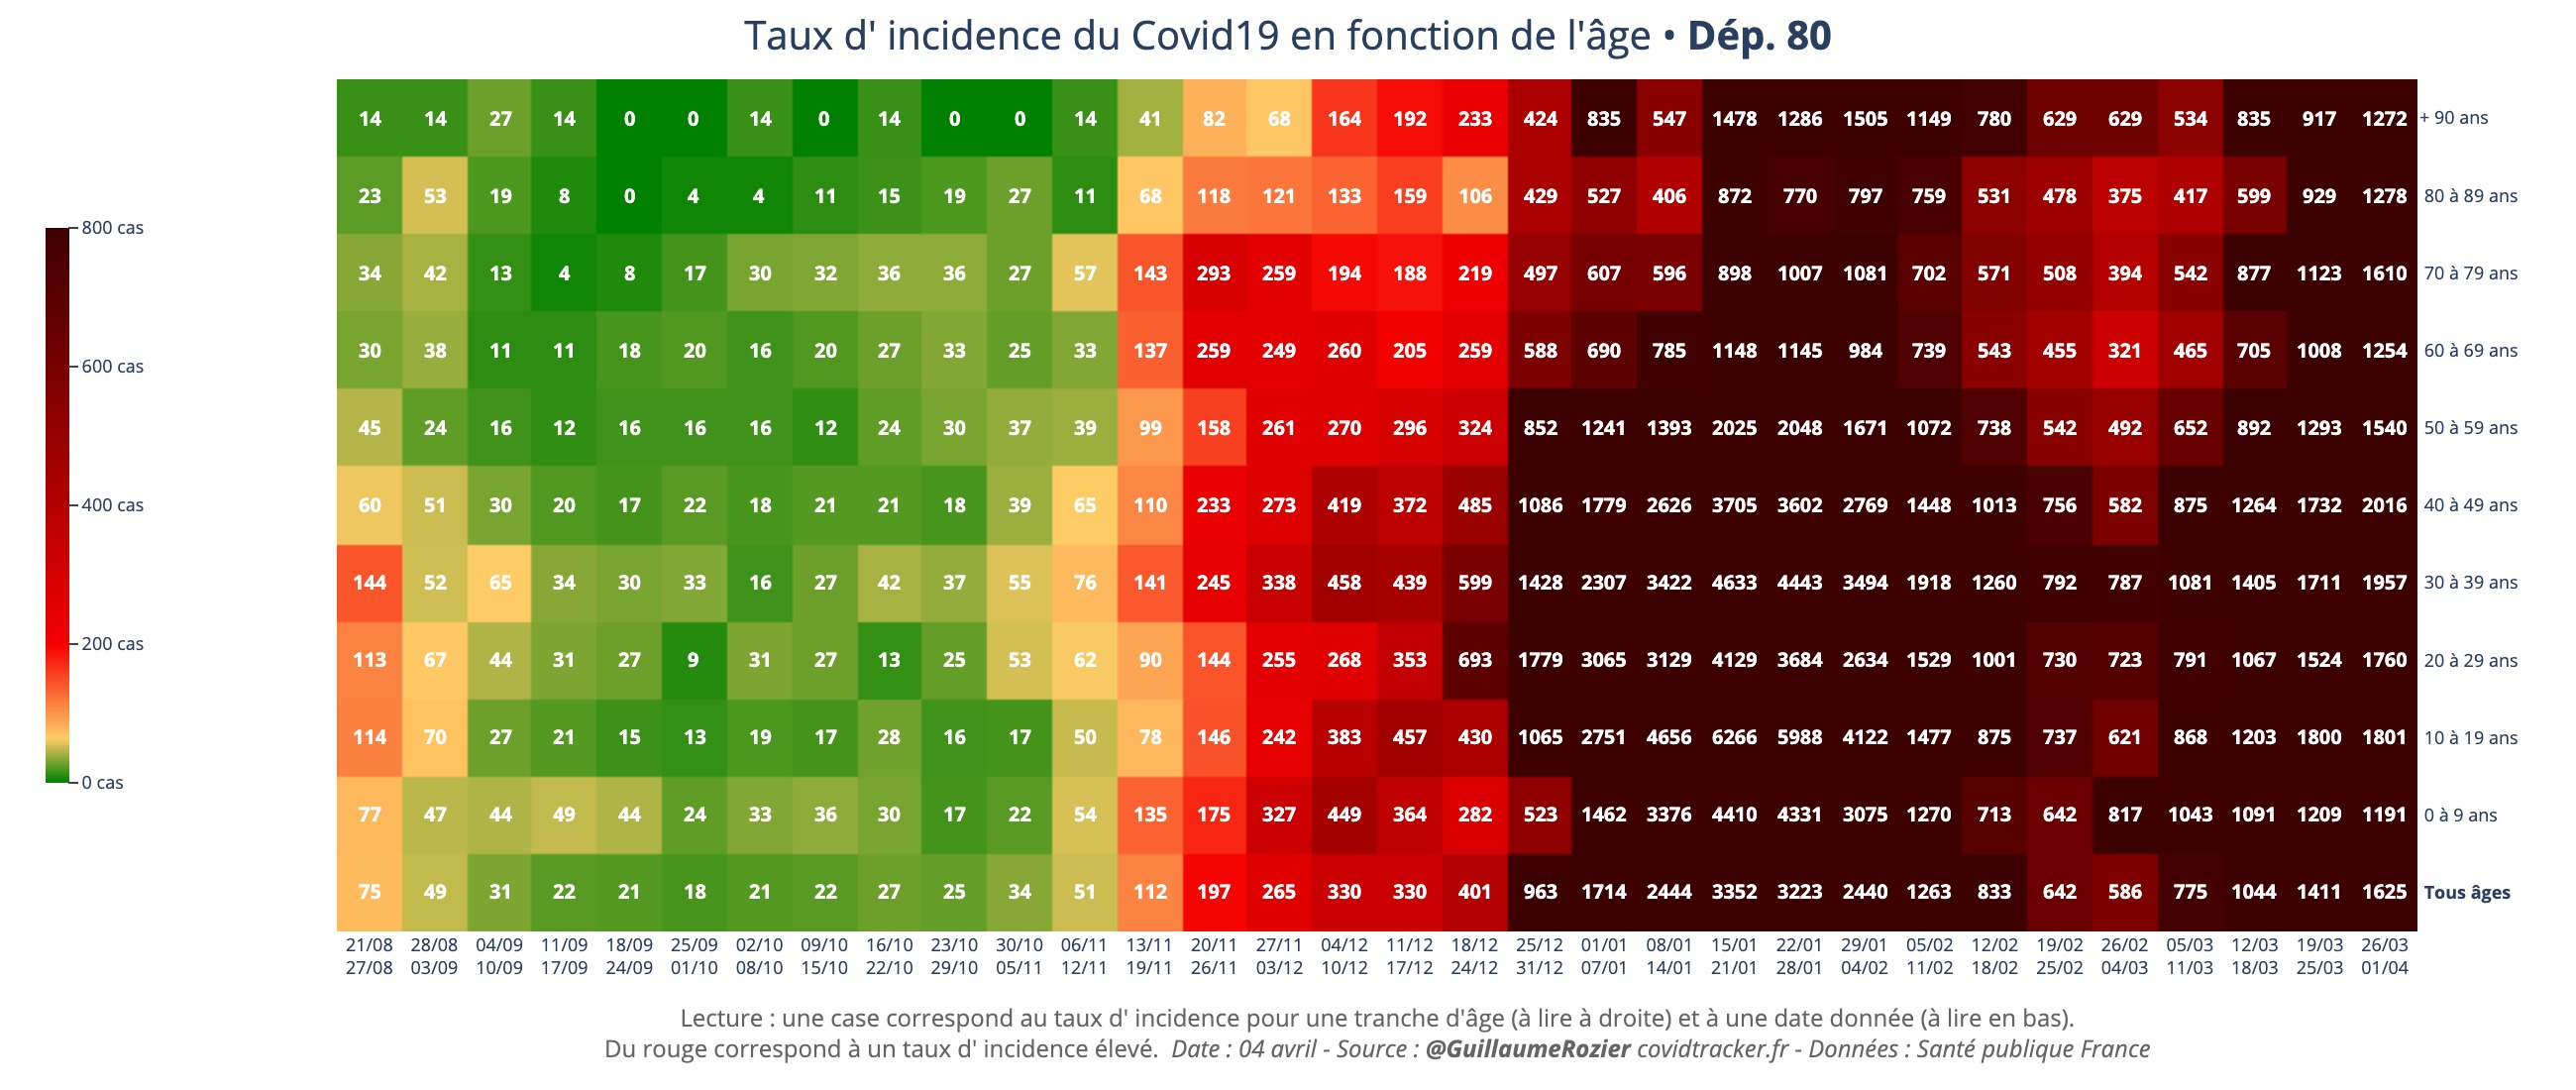 Taux d' incidence du Covid19 en fonction de l'âge • Dép. 80
14 14 27 14 0 0 14 0 14 0 0 14 41 82 68 164 192 233 424 835 547 1478 1286 1505 1149 780 629 629 534 835 917 1272 + 90 ans
23 53 19 8 0 4 4 11 15 19 27 11 68 118 121 133 159 106 429 527 406 872 770 797 759 531 478 375 417 599 929 1278 80 à 89 ans
800 cas
34 42 13 4 8 17 30 32 36 36 27 57 143 293 259 194 188 219 497 607 596 898 1007 1081 702 571 508 394 542 877 1123 1610 70 à 79 ans
30 38 11 11 18 20 16 20 27 33 25 33 137 259 249 260 205 259 588 690 785 1148 1145 984 739 543 455 321 465 705 1008 1254 60 à 69 ans
600 cas
45 24 16 12 16 16 16 12 24 30 37 39 99 158 261 270 296 324 852 1241 1393 2025 2048 1671 1072 738 542 492 652 892 1293 1540 50 à 59 ans
400 cas
60 51 30 20 17 22 18 21 21 18 39 65 110 233 273 419 372 485 1086 1779 2626 3705 3602 2769 1448 1013 756 582 875 1264 1732 2016 40 à 49 ans
144 52 65 34 30 33 16 27 42 37 55 76 141 245 338 458 439 599 1428 2307 3422 4633 4443 3494 1918 1260 792 787 1081 1405 1711 1957 30 à 39 ans
200 cas
113 67 44 31 27 9 31 27 13 25 53 62 90 144 255 268 353 693 1779 3065 3129 4129 3684 2634 1529 1001 730 723 791 1067 1524 1760 20 à 29 ans
114 70 27 21 15 13 19 17 28 16 17 50 78 146 242 383 457 430 1065 2751 4656 6266 5988 4122 1477 875 737 621 868 1203 1800 1801 10 à 19 ans
0 cas
77 47 44 49 44 24 33 36 30 17 22 54 135 175 327 449 364 282 523 1462 3376 4410 4331 3075 1270 713 642 817 1043 1091 1209 1191 0 à 9 ans
75 49 31 22 21 18 21 22 27 25 34 51 112 197 265 330 330 401 963 1714 2444 3352 3223 2440 1263 833 642 586 775 1044 1411 1625 Tous âges
21/08 28/08 04/09 11/09 18/09 25/09 02/10 09/10 16/10 23/10 30/10 06/11 13/11 20/11 27/11 04/12 11/12 18/12 25/12 01/01 08/01 15/01 22/01 29/01 05/02 12/02 19/02 26/02 05/03 12/03 19/03 26/03
27/08 03/09 10/09 17/09 24/09 01/10 08/10 15/10 22/10 29/10 05/11 12/11 19/11 26/11 03/12 10/12 17/12 24/12 31/12 07/01 14/01 21/01 28/01 04/02 11/02 18/02 25/02 04/03 11/03 18/03 25/03 01/04
Lecture : une case correspond au taux d' incidence pour une tranche d'âge (à lire à droite) et à une date donnée (à lire en bas).
Du rouge correspond à un taux d' incidence élevé. Date : 04 avril - Source : @GuillaumeRozier covidtracker.fr - Données : Santé publique France